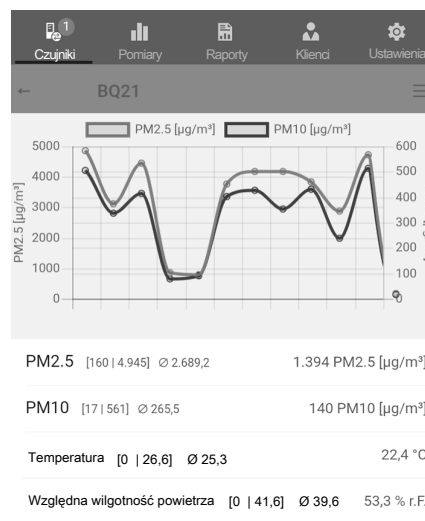 1
Czujniki Pomiary Raporty Klienci Ustawienia
← BQ21
PM2.5 [µg/m³] PM10 [µg/m³]
5000 600
4000 500
400
3000 300
2000 200
1000 100
0 0
PM2.5 [µg/m³]
PM2.5 [160 | 4.945] Ø 2.689,2 1.394 PM2.5 [µg/m³]
PM10 [17 | 561] Ø 265,5 140 PM10 [µg/m³]
Temperatura [0 | 26,6] Ø 25,3 22,4 °C
Względna wilgotność powietrza [0 | 41,6] Ø 39,6 53,3 % r.F.